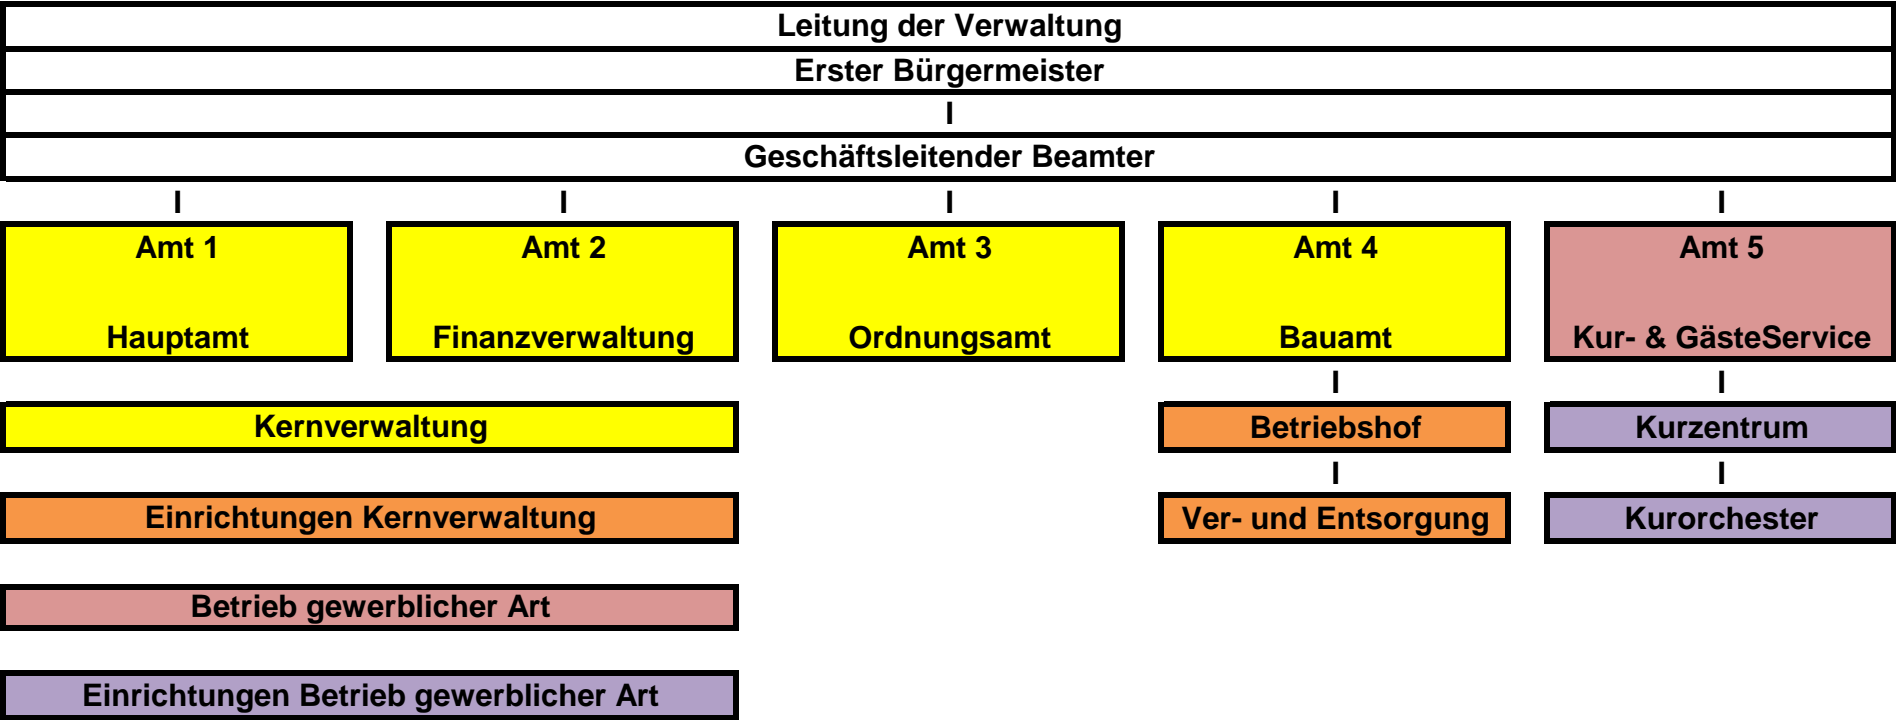 Leitung der Verwaltung
Erster Bürgermeister
I
Geschäftsleitender Beamter
I I I I I
Amt 1 Amt 2 Amt 3 Amt 4 Amt 5
Hauptamt Finanzverwaltung Ordnungsamt Bauamt Kur- & GästeService
I I
Kernverwaltung Betriebshof Kurzentrum
I I
Einrichtungen Kernverwaltung Ver- und Entsorgung Kurorchester
Betrieb gewerblicher Art
Einrichtungen Betrieb gewerblicher Art